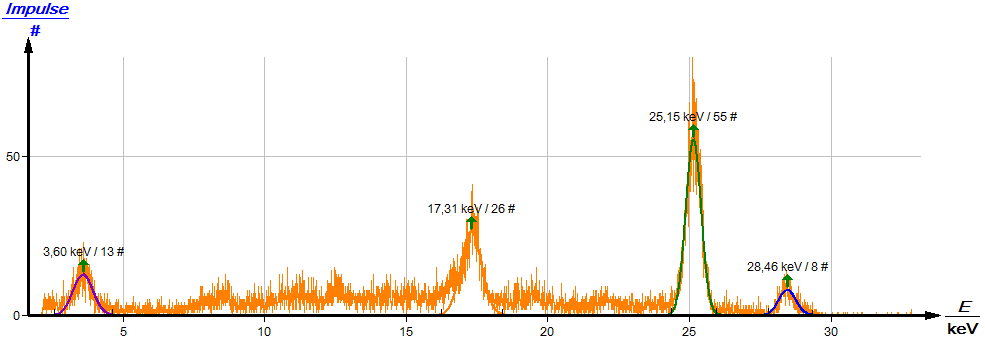 Impulse
#
25,15 keV / 55 #
50
17,31 keV / 26 #
3,60 keV / 13 #
28,46 keV / 8 #
0
5
10
15
20
25
30
E
keV